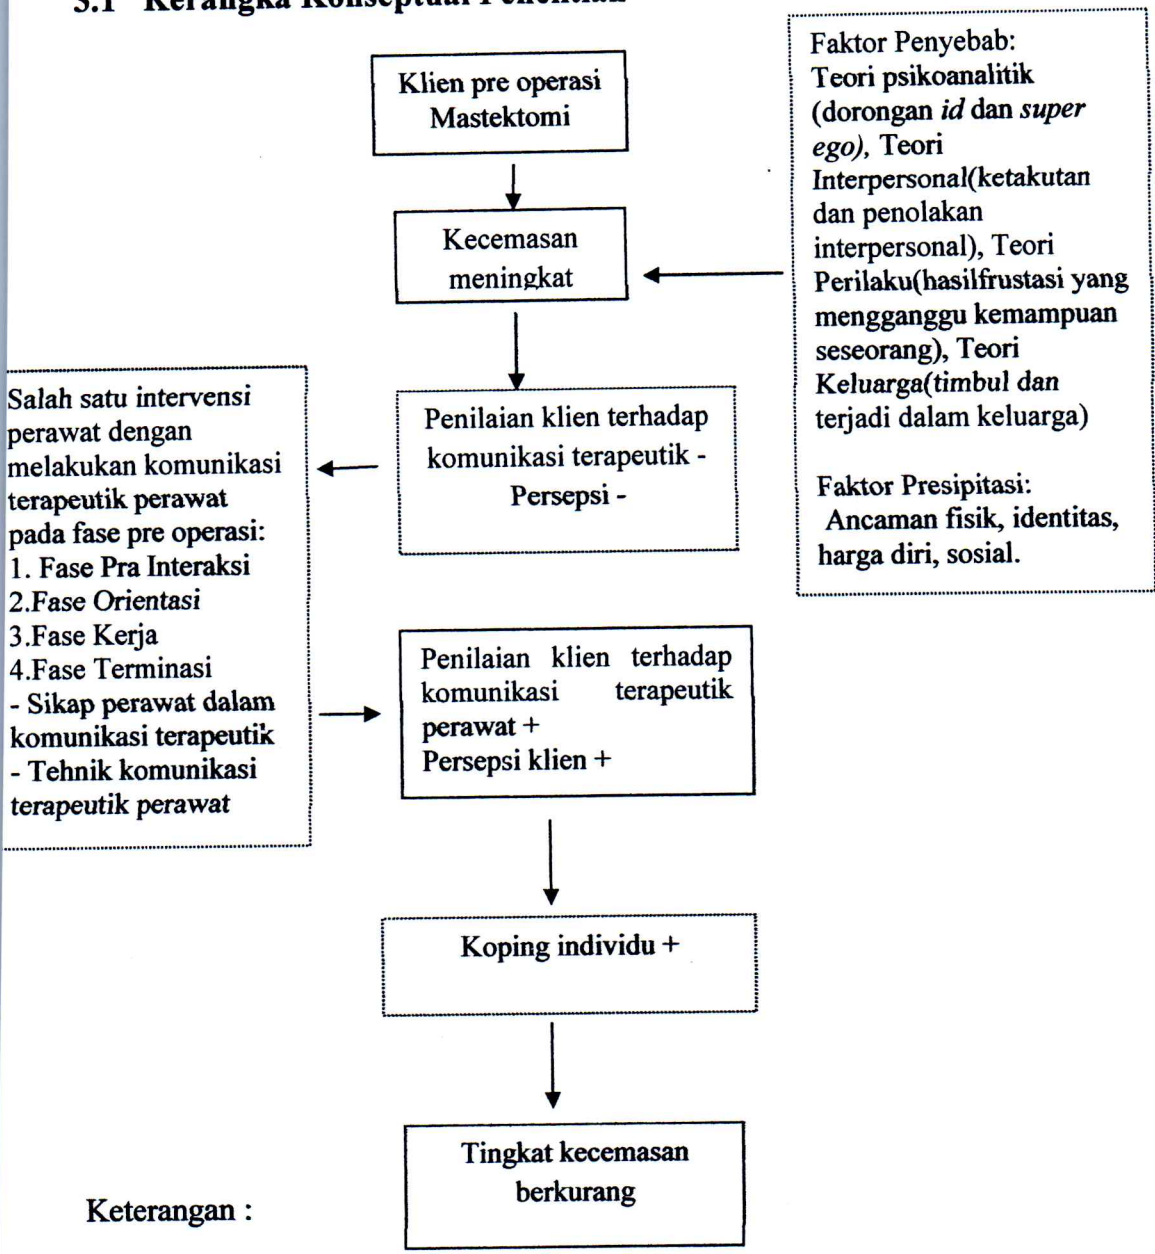 3.1 Kerangka Konseptual Penelitian
Klien pre operasi
Mastektomi
Kecemasan
meningkat
Faktor Penyebab:
Teori psikoanalitik
(dorongan id dan super
ego), Teori
Interpersonal(ketakutan
dan penolakan
interpersonal), Teori
Perilaku(hasilfrustasi yang
mengganggu kemampuan
seseorang), Teori
Keluarga(timbul dan
terjadi dalam keluarga)
Faktor Presipitasi:
Ancaman fisik, identitas,
harga diri, sosial.
Penilaian klien terhadap
komunikasi terapeutik -
Persepsi -
Salah satu intervensi
perawat dengan
melakukan komunikasi
terapeutik perawat
pada fase pre operasi:
1. Fase Pra Interaksi
2.Fase Orientasi
3.Fase Kerja
4.Fase Terminasi
- Sikap perawat dalam
komunikasi terapeutik
- Tehnik komunikasi
terapeutik perawat
Penilaian klien terhadap
komunikasi terapeutik
perawat +
Persepsi klien +
Koping individu +
Tingkat kecemasan
berkurang
Keterangan :